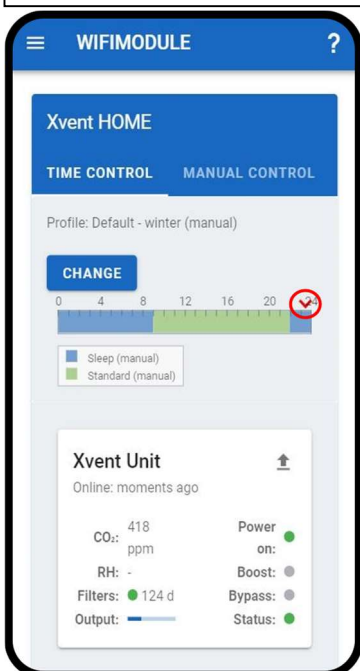 WIFIMODULE ?
Xvent HOME
TIME CONTROL MANUAL CONTROL
Profile: Default - winter (manual)
CHANGE
0 4 8 12 16 20 24
Sleep (manual)
Standard (manual)
Xvent Unit
Online: moments ago
CO₂: 418 ppm
Power on:
RH: -
Boost:
Filters: 124 d
Bypass:
Output:
Status: